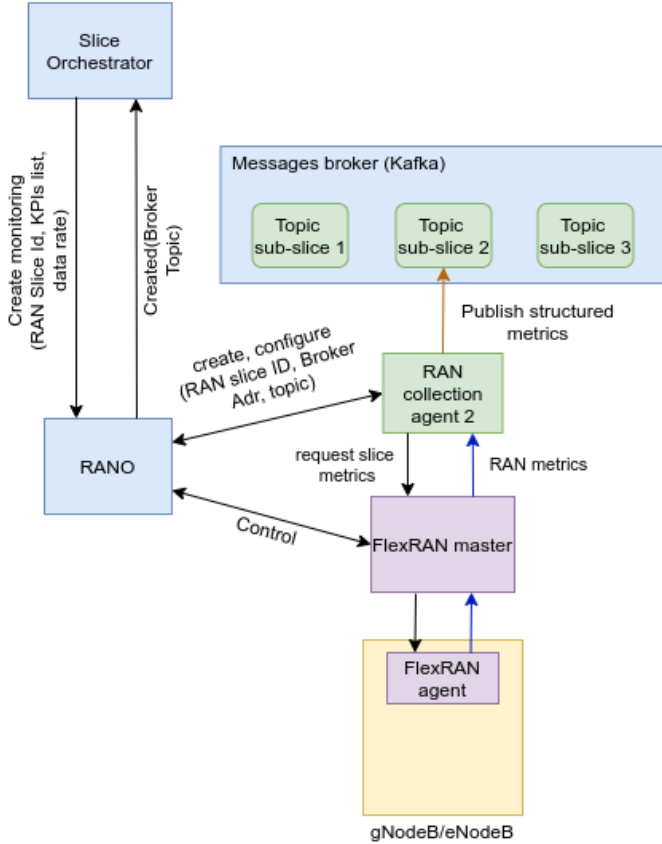 Slice
Orchestrator
Create monitoring
(RAN Slice Id, KPIs list,
data rate)
Created(Broker
Topic)
Messages broker (Kafka)
Topic
sub-slice 1
Topic
sub-slice 2
Topic
sub-slice 3
Publish structured
metrics
create, configure
(RAN slice ID, Broker
Adr, topic)
RAN
collection
agent 2
RANO
request slice
metrics
RAN metrics
Control
FlexRAN master
FlexRAN
agent
gNodeB/eNodeB